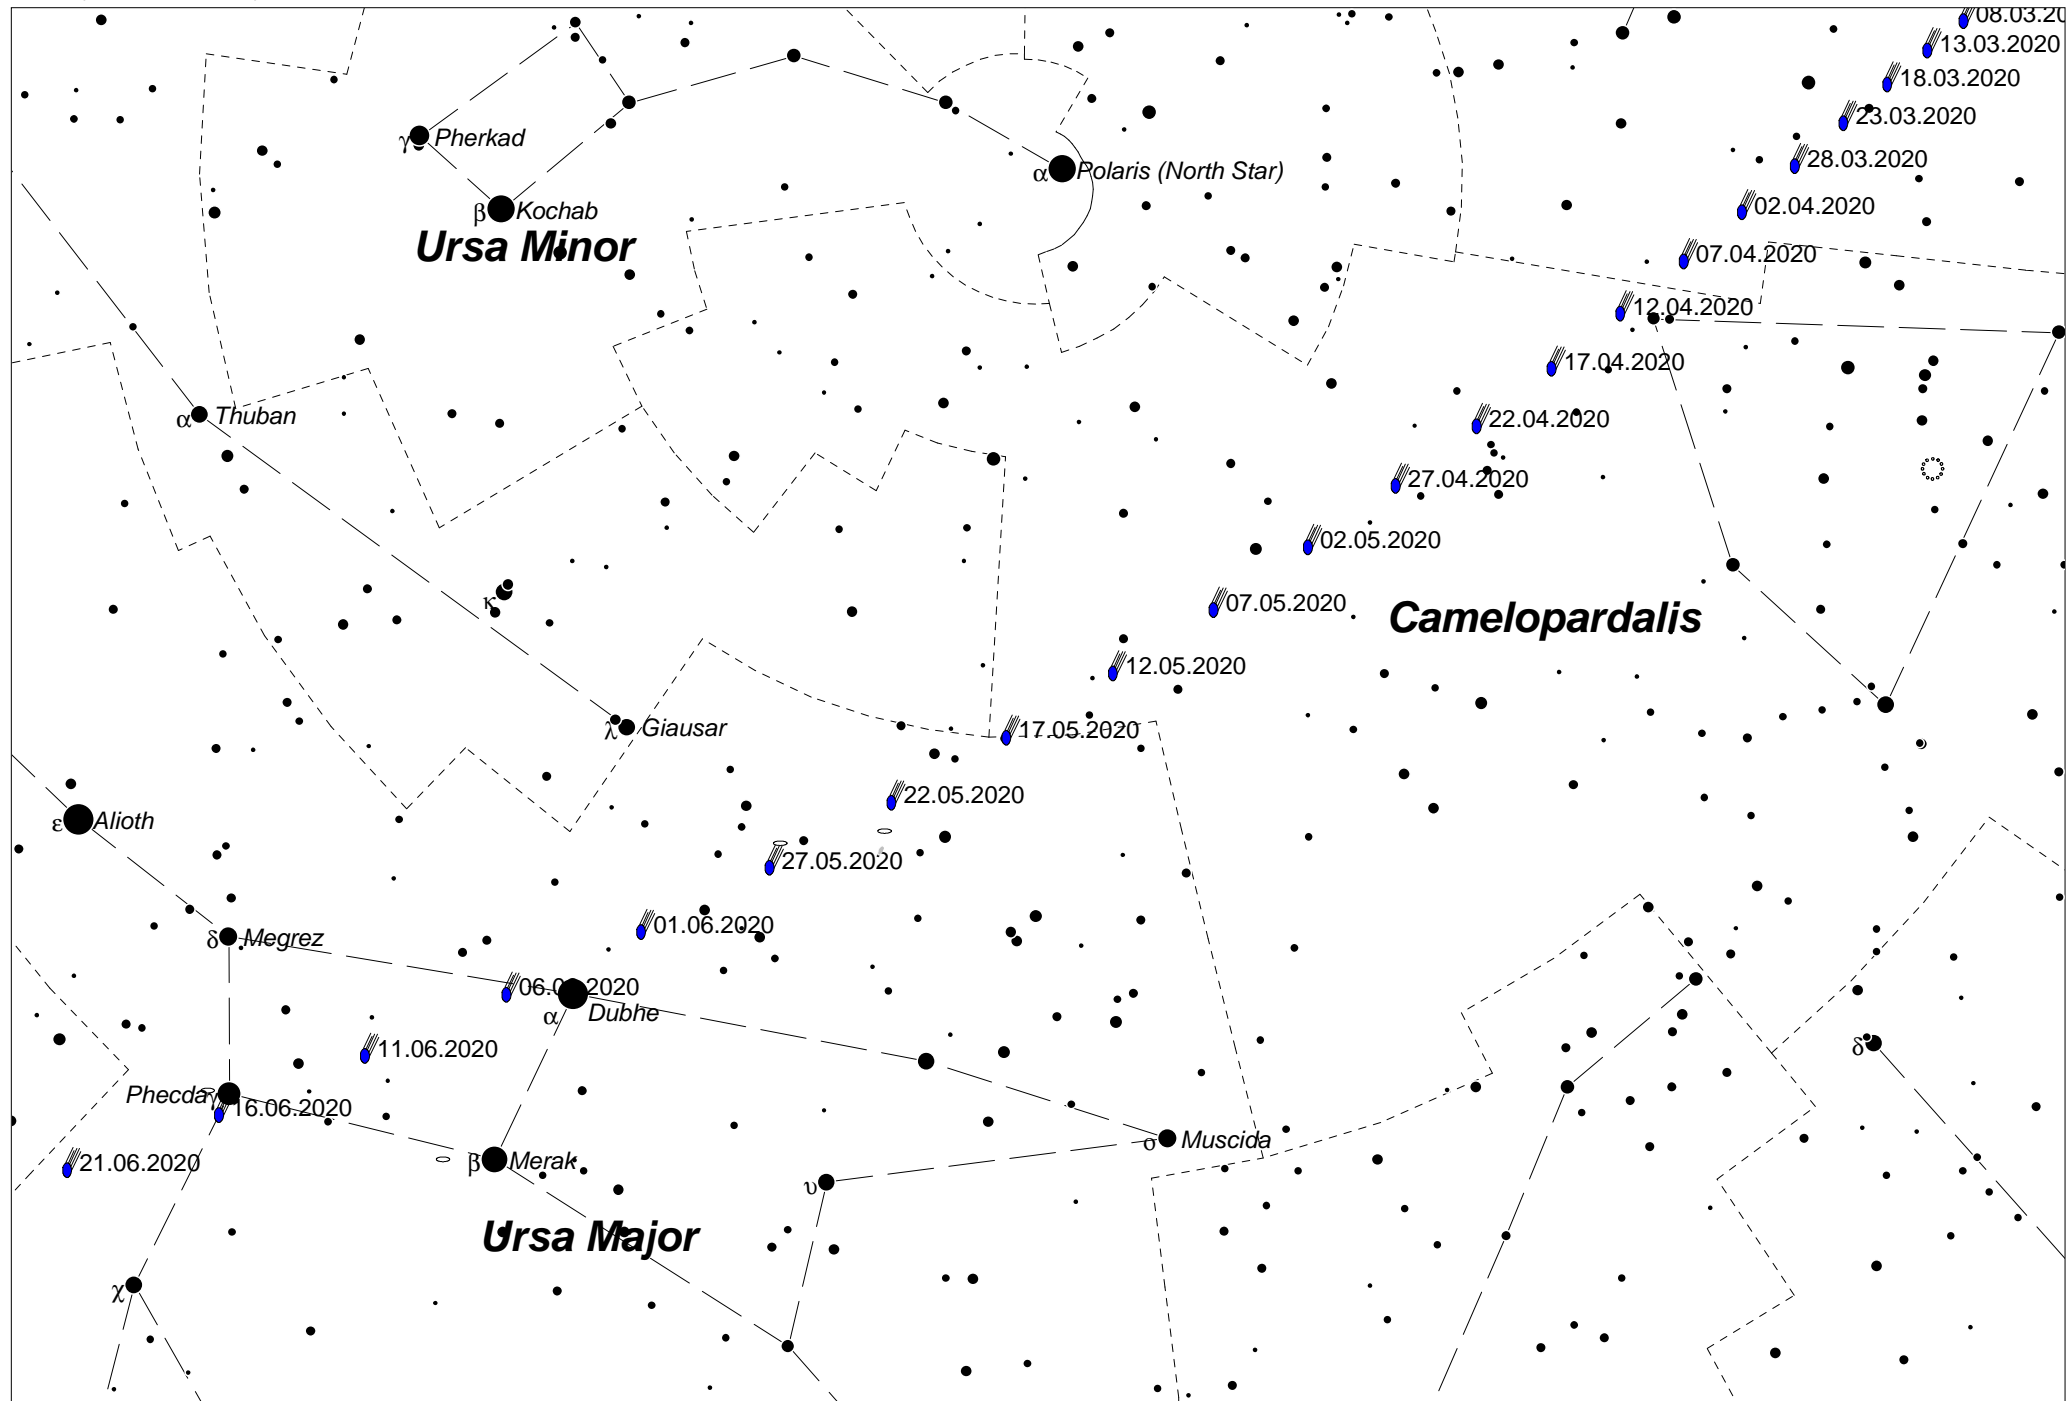 08.03.20
13.03.2020
18.03.2020
23.03.2020
γ Pherkad
28.03.2020
α Polaris (North Star)
02.04.2020
β Kochab
Ursa Minor
07.04.2020
12.04.2020
17.04.2020
α Thuban
22.04.2020
27.04.2020
02.05.2020
κ
07.05.2020
Camelopardalis
12.05.2020
λ Giausar
17.05.2020
22.05.2020
ε Alioth
27.05.2020
01.06.2020
δ Megrez
06.06.2020
α Dubhe
11.06.2020
δ
Phecda γ
16.06.2020
ο Muscida
21.06.2020
β Merak
υ
Ursa Major
χ